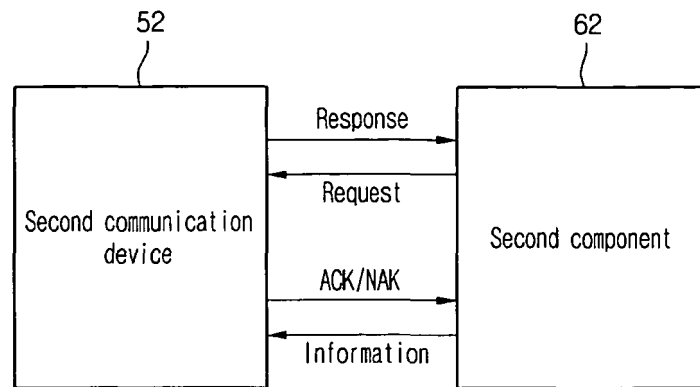 52
62
Response
Request
Second communication
device
Second component
ACK/NAK
Information